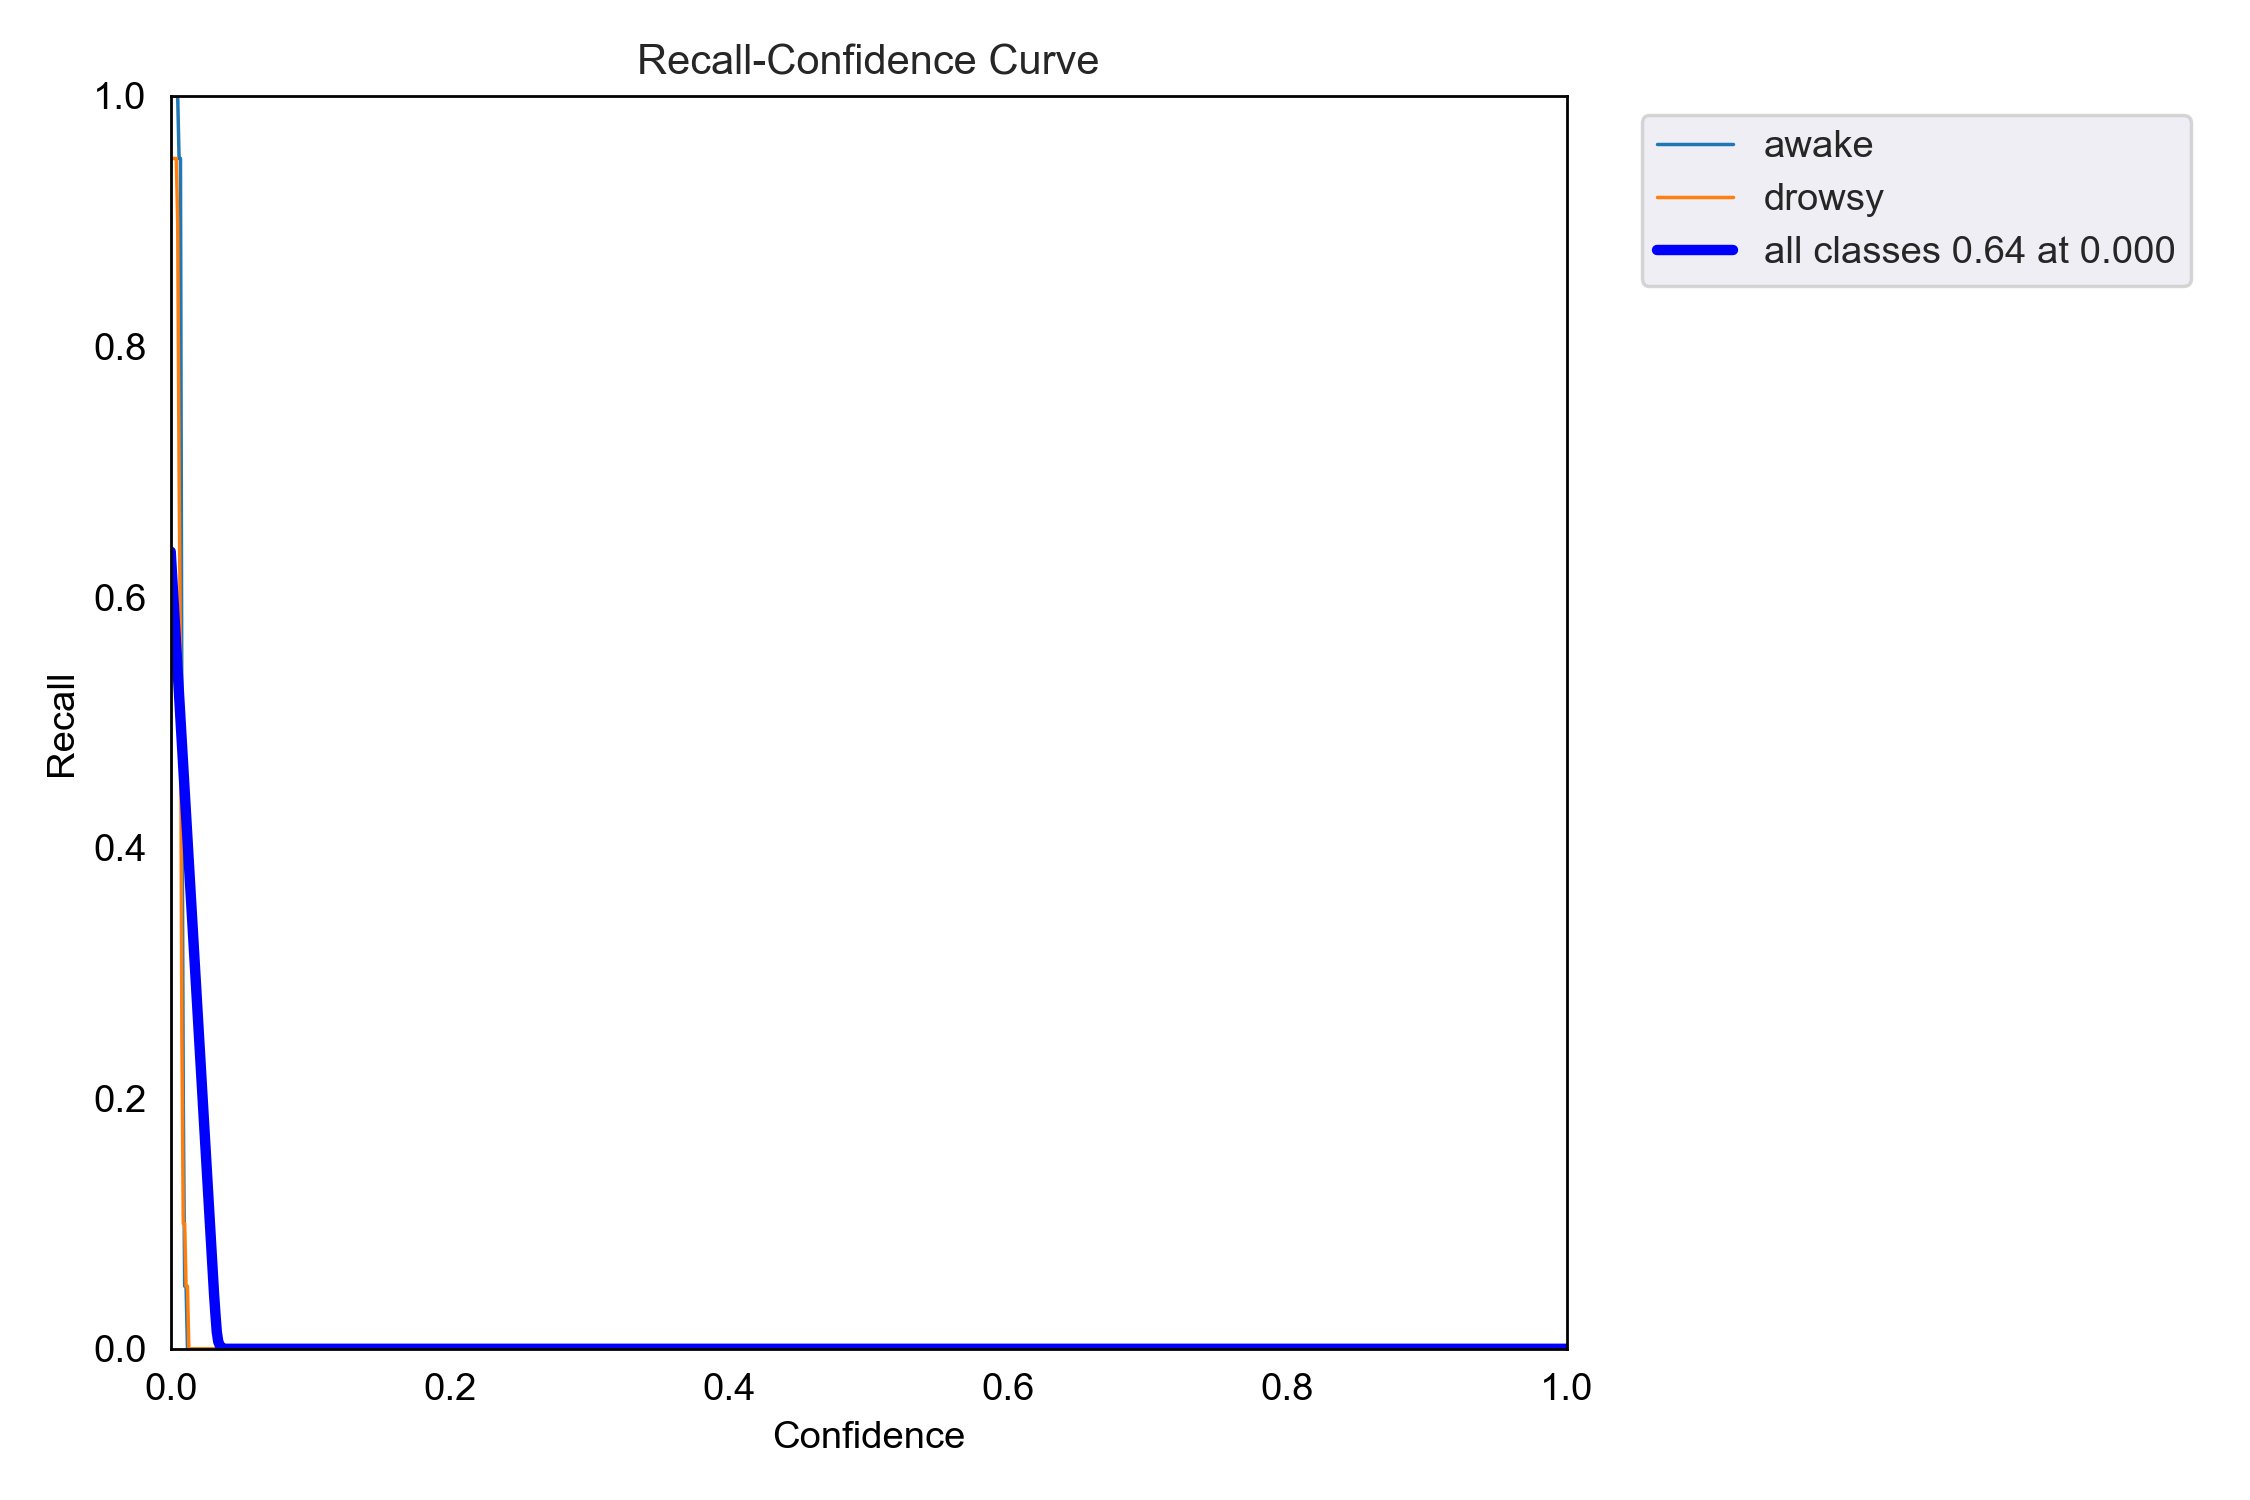 Recall-Confidence Curve
1.0
0.8
0.6
0.4
0.2
0.0
Recall
0.0 0.2 0.4 0.6 0.8 1.0
Confidence
awake
drowsy
all classes 0.64 at 0.000